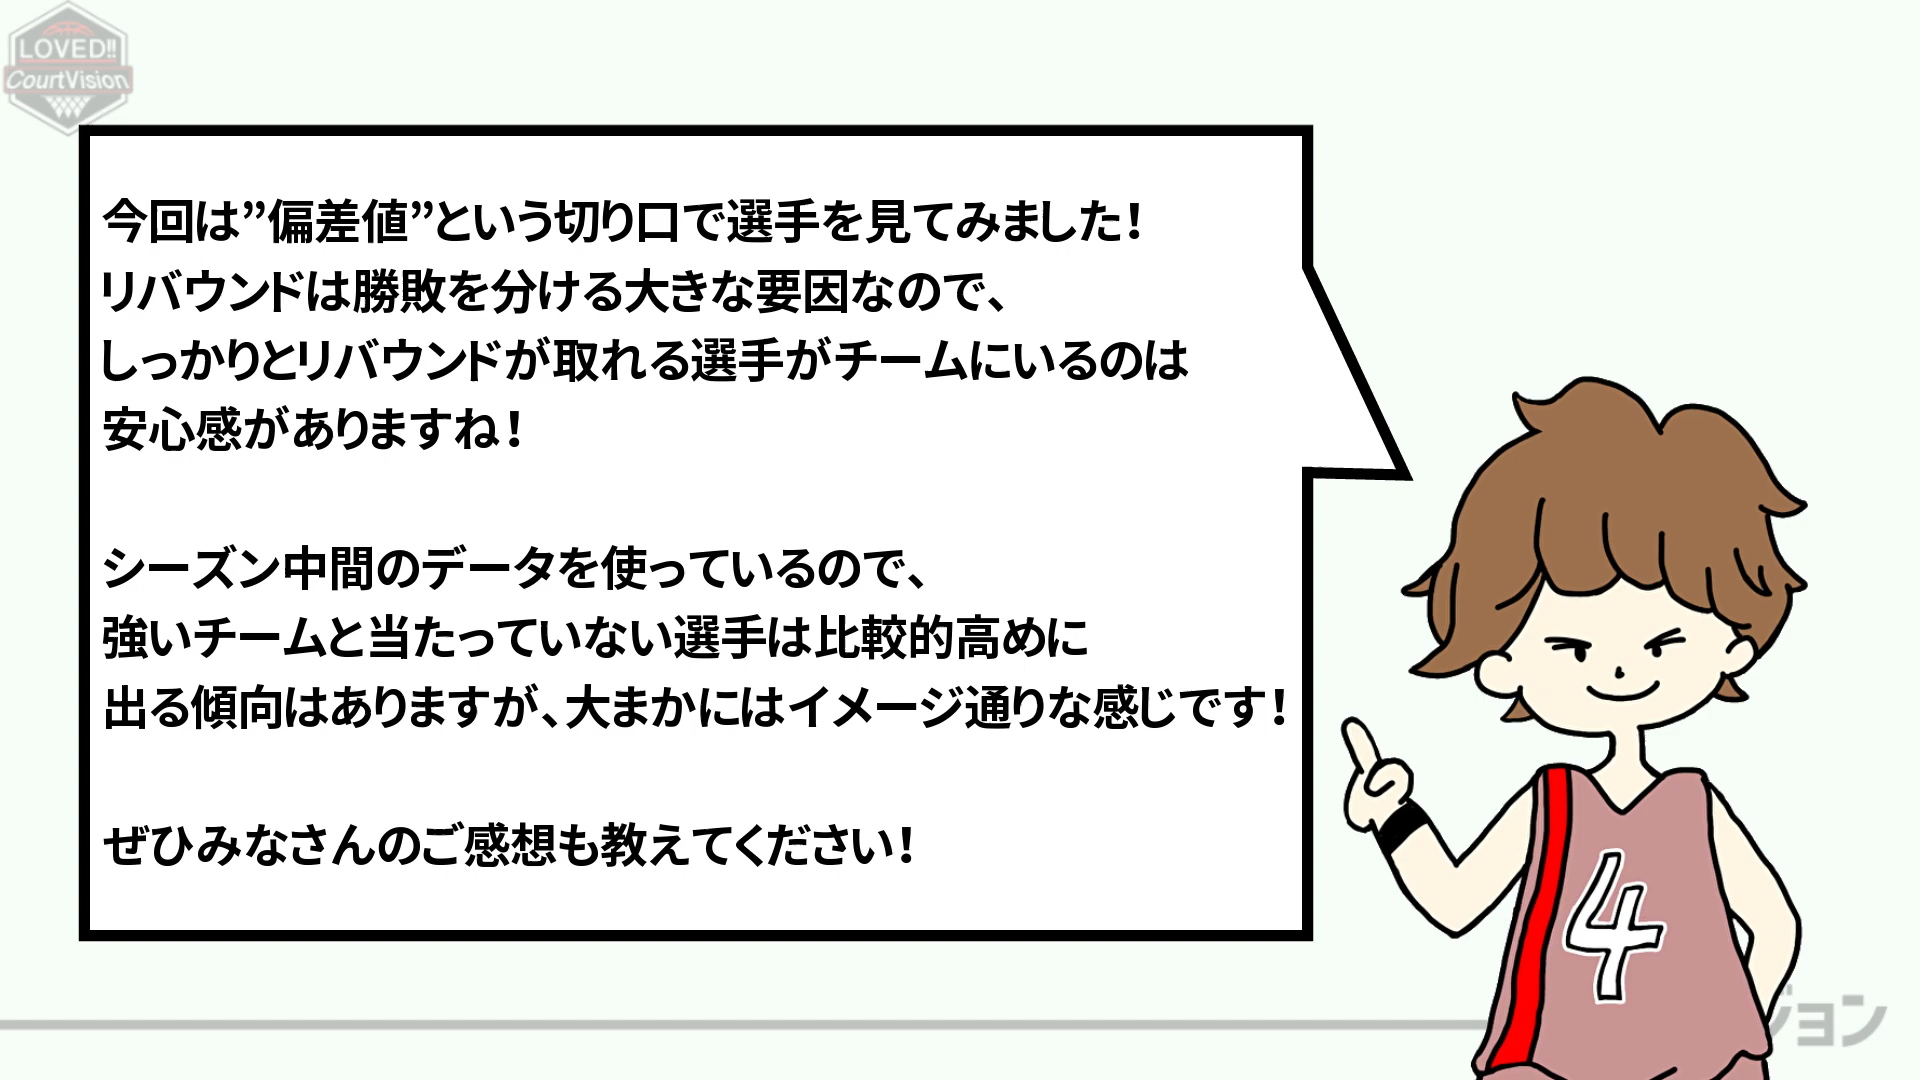 LOVED!!
CourtVision
今回は”偏差値”という切り口で選手を見てみました！
リバウンドは勝敗を分ける大きな要因なので、
しっかりとリバウンドが取れる選手がチームにいるのは
安心感がありますね！
シーズン中間のデータを使っているので、
強いチームと当たっていない選手は比較的高めに
出る傾向はありますが、大まかにはイメージ通りな感じです！
ぜひみなさんのご感想も教えてください！
4
ジョン